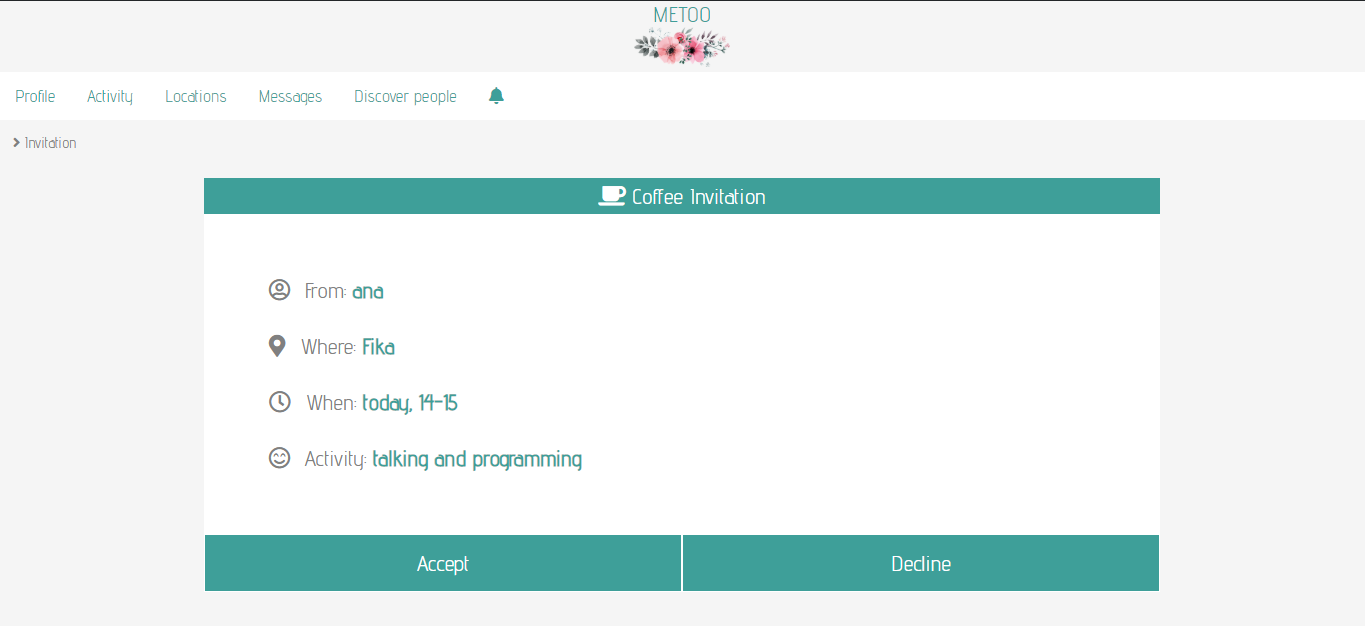 METOO
Profile Activity Locations Messages Discover people
Invitation
Coffee Invitation
From: ana
Where: Fika
When: today, 14-15
Activity: talking and programming
Accept Decline